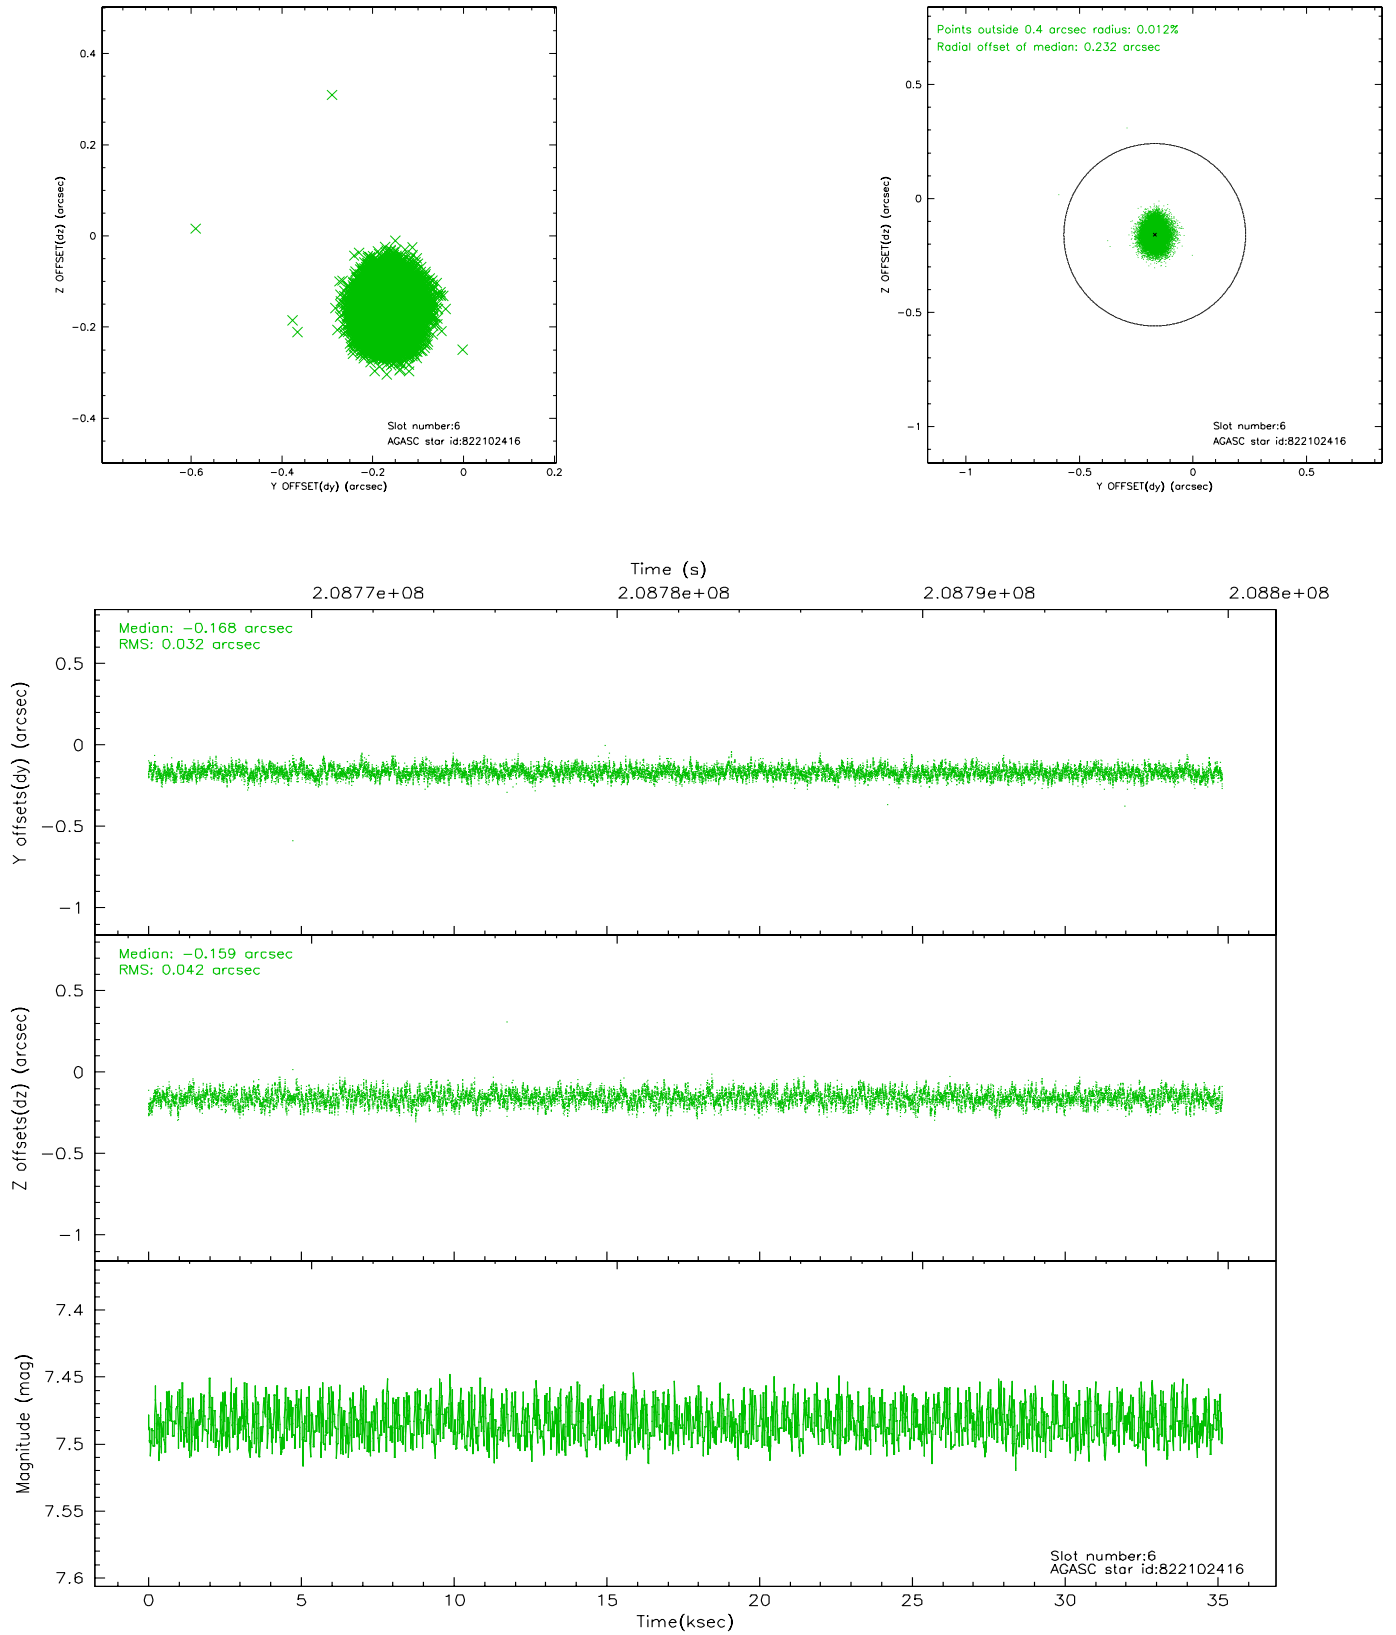 0.4
0.2
0
−0.2
−0.4
Z OFFSET(dz) (arcsec)
Slot number:6
AGASC star id:822102416
−0.6 −0.4 −0.2 0 0.2
Y OFFSET(dy) (arcsec)
Points outside 0.4 arcsec radius: 0.012%
Radial offset of median: 0.232 arcsec
0.5
0
−0.5
−1
Z OFFSET(dz) (arcsec)
Slot number:6
AGASC star id:822102416
−1 −0.5 0 0.5
Y OFFSET(dy) (arcsec)
Time (s)
2.0877e+08 2.0878e+08 2.0879e+08 2.088e+08
Median: −0.168 arcsec
RMS: 0.032 arcsec
0.5
0
−0.5
−1
Y offsets(dy) (arcsec)
Median: −0.159 arcsec
RMS: 0.042 arcsec
0.5
0
−0.5
−1
Z offsets(dz) (arcsec)
7.4
7.45
7.5
7.55
7.6
Magnitude (mag)
Slot number:6
AGASC star id:822102416
0 5 10 15 20 25 30 35
Time(ksec)